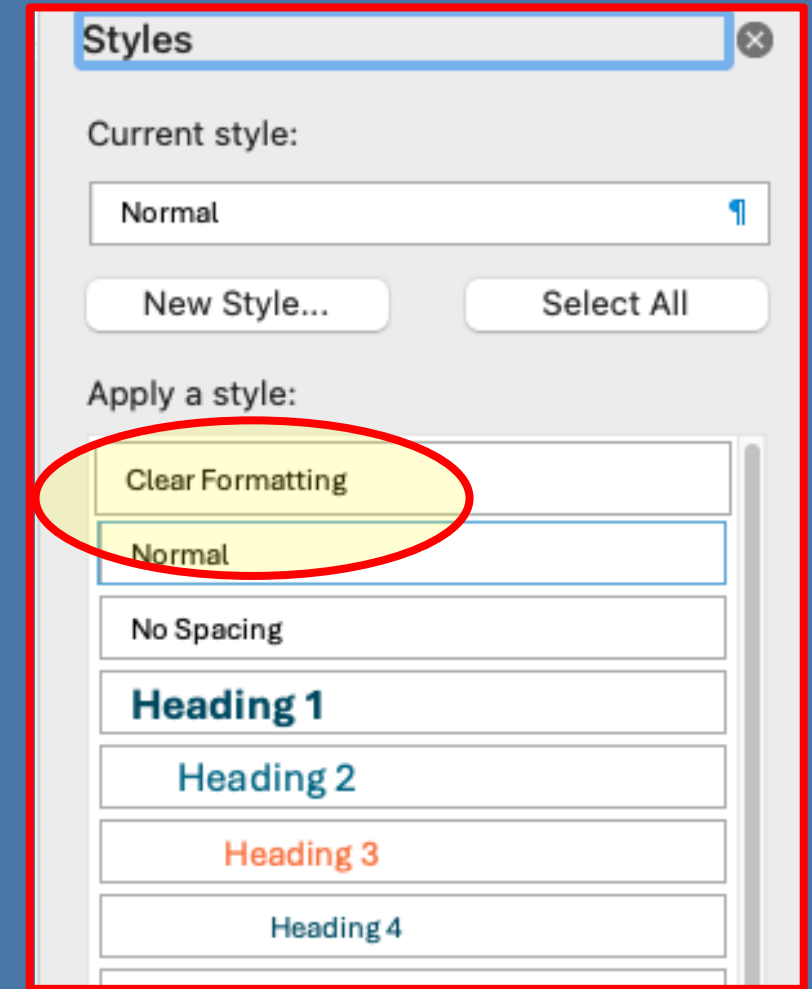 Styles
Current style:
Normal ¶
New Style... Select All
Apply a style:
Clear Formatting
Normal
No Spacing
Heading 1
Heading 2
Heading 3
Heading 4